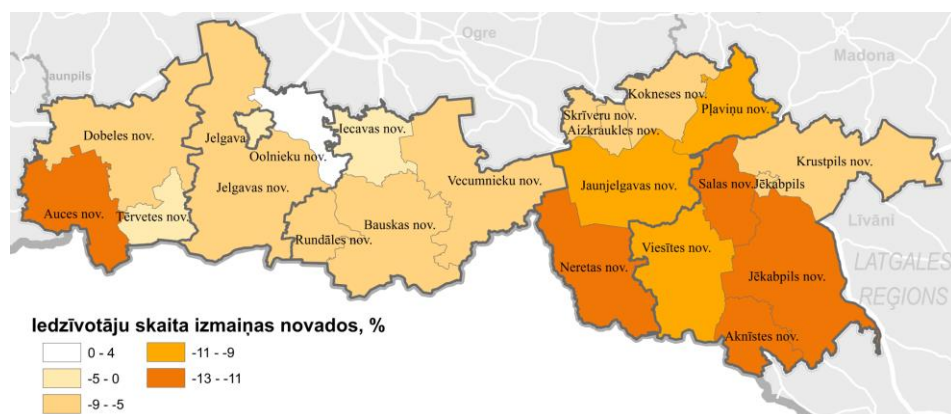 Ogre
Madona
Jaunpils
Kokneses nov.
Pļaviņu nov.
Skrīveru nov.
Aizkraukles nov.
Dobeles nov.
Jelgava
Iecavas nov.
Oolnieku nov.
Krustpils nov.
Vecumnieku nov.
Jaunjelgavas nov.
Salas nov.
Jēkabpils
Jelgavas nov.
Auces nov.
Tērvetes nov.
Bauskas nov.
Līvāni
Rundāles nov.
Viesītes nov.
Neretas nov.
Jēkabpils nov.
LATGALES
REĢIONS
Aknīstes nov.
Iedzīvotāju skaita izmaiņas novados, %
0 - 4
-11 - -9
-5 - 0
-13 - -11
-9 - -5